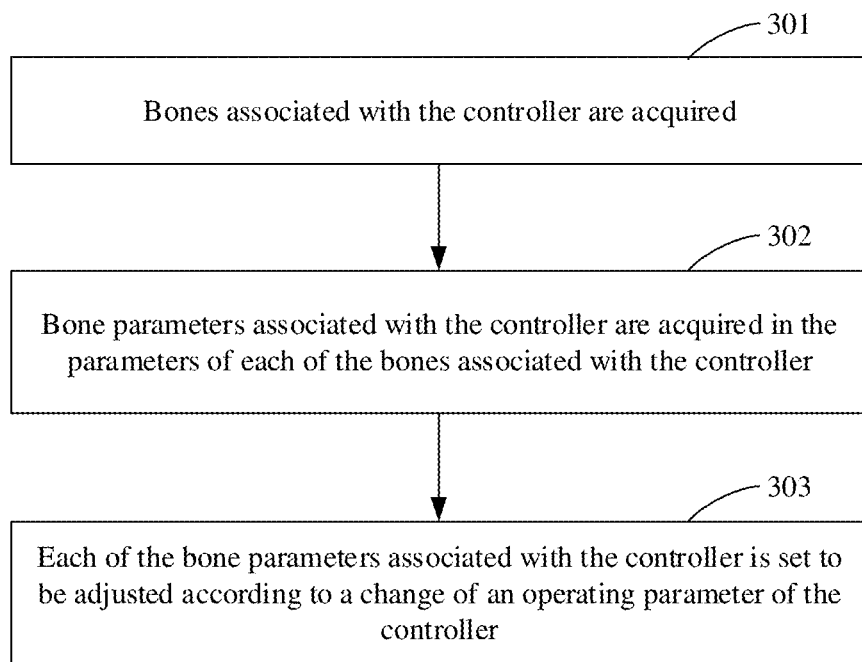 301
Bones associated with the controller are acquired
302
Bone parameters associated with the controller are acquired in the
parameters of each of the bones associated with the controller
303
Each of the bone parameters associated with the controller is set to
be adjusted according to a change of an operating parameter of the
controller